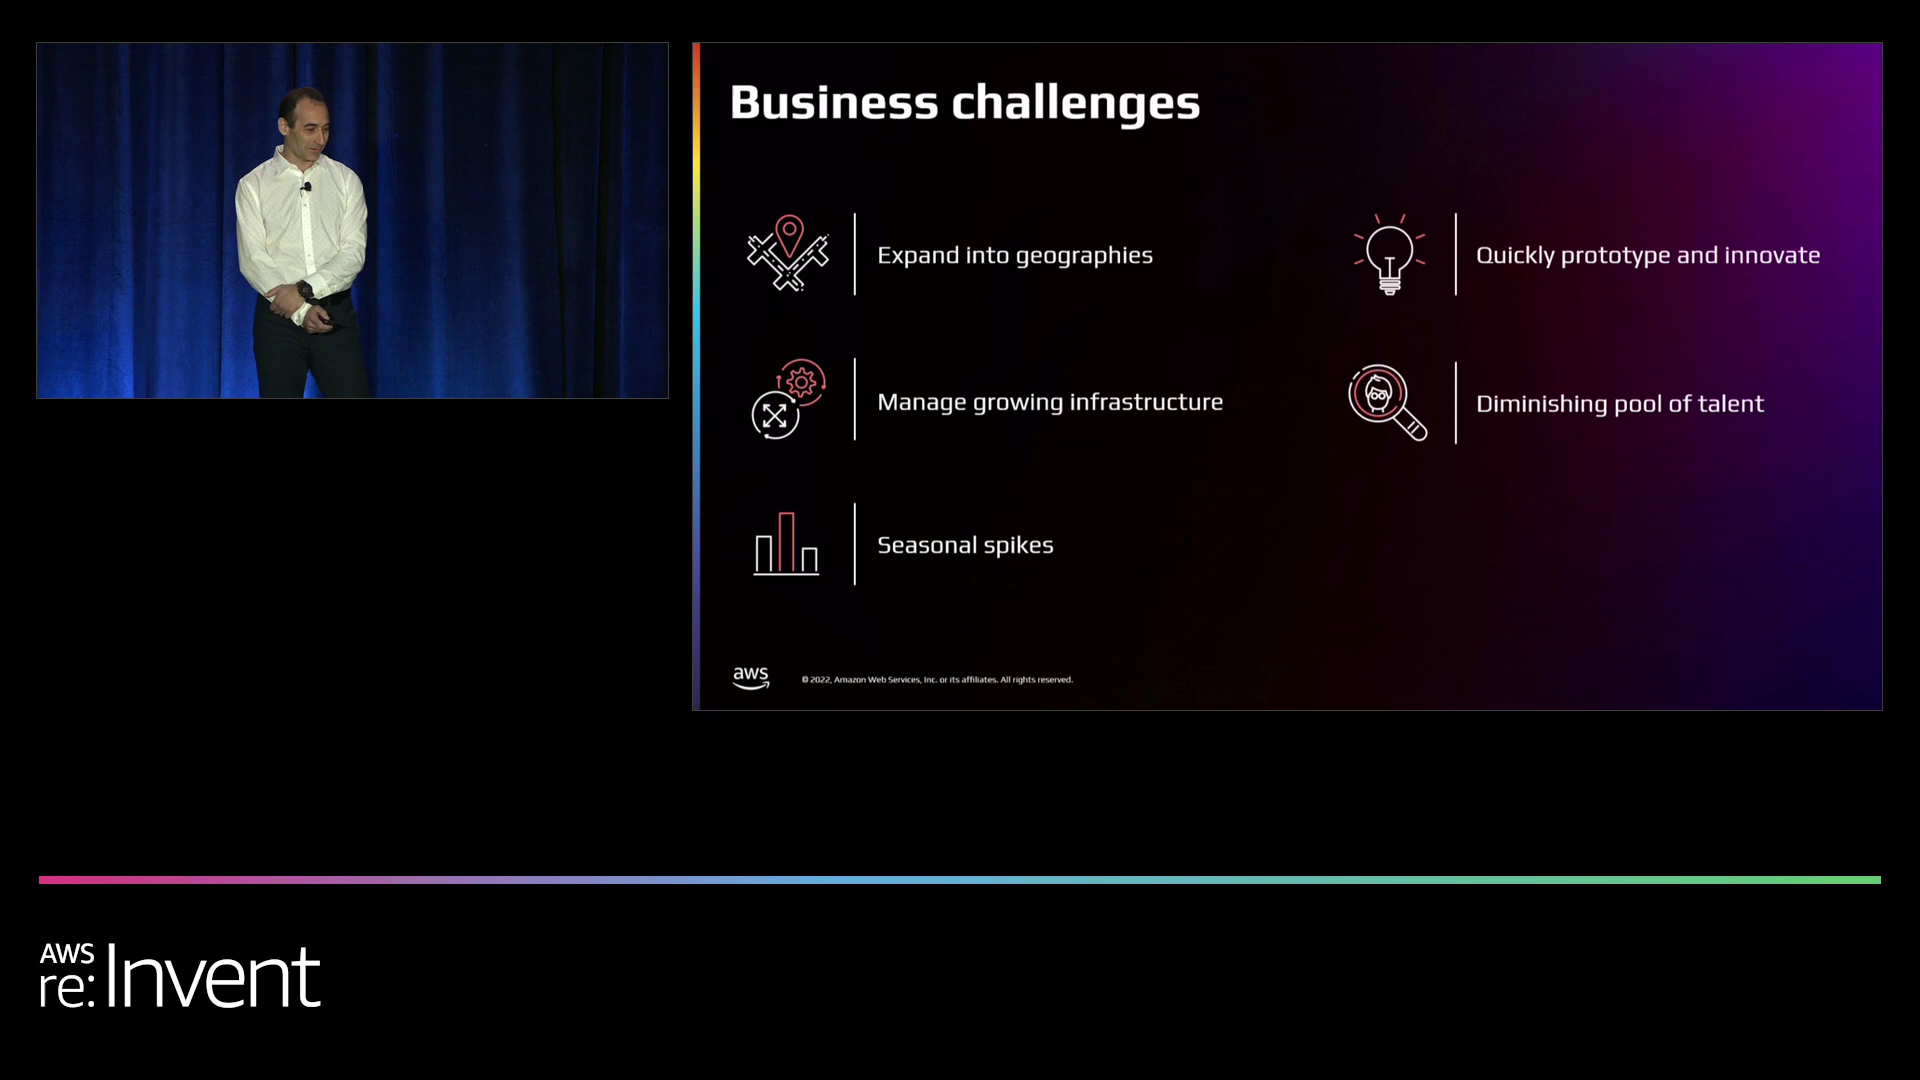 Business challenges
Expand into geographies
Quickly prototype and innovate
Manage growing infrastructure
Diminishing pool of talent
Seasonal spikes
aws
© 2022, Amazon Web Services, Inc. or its affiliates. All rights reserved.
AWS
re:Invent